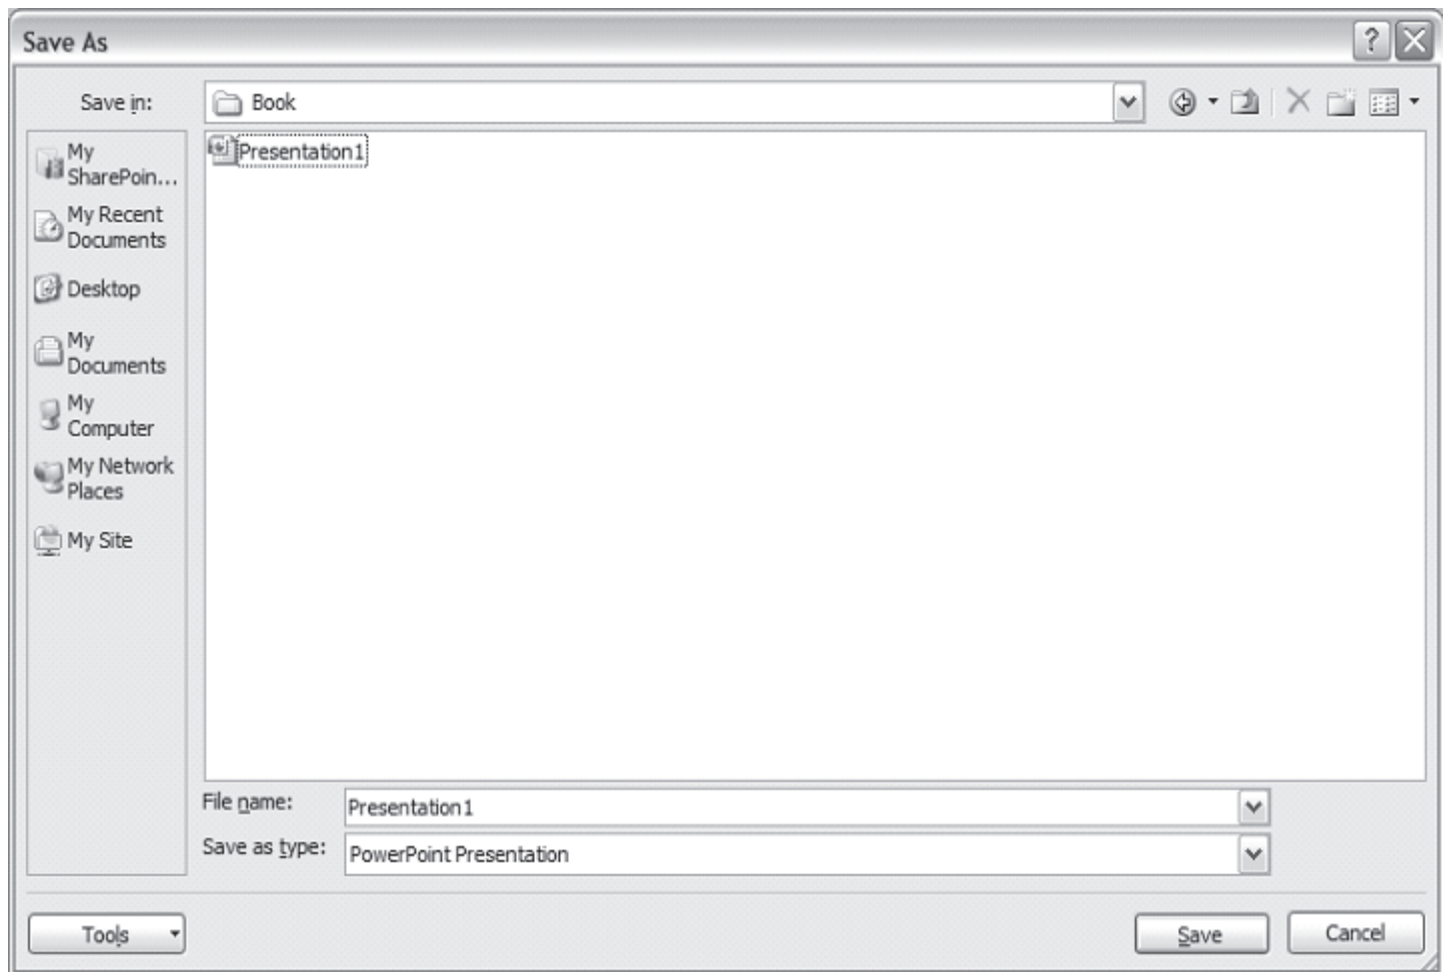 Save As
Save in:
Book
My
SharePoin...
My Recent
Documents
Desktop
My
Documents
My
Computer
My Network
Places
My Site
Presentation1
File name:
Presentation1
Save as type:
PowerPoint Presentation
Tools
Save
Cancel